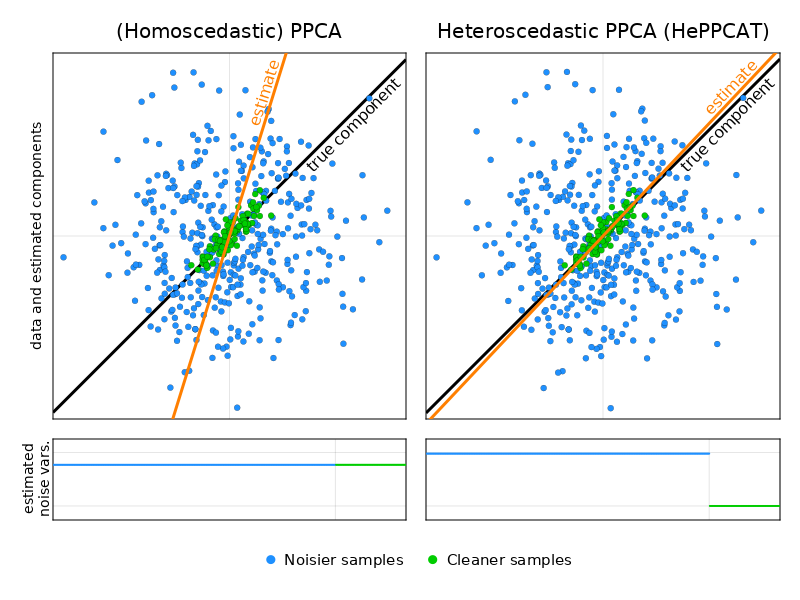 (Homoscedastic) PPCA
Heteroscedastic PPCA (HePPCAT)
data and estimated components
estimate
true component
estimate
true component
estimated
noise vars.
Noisier samples
Cleaner samples